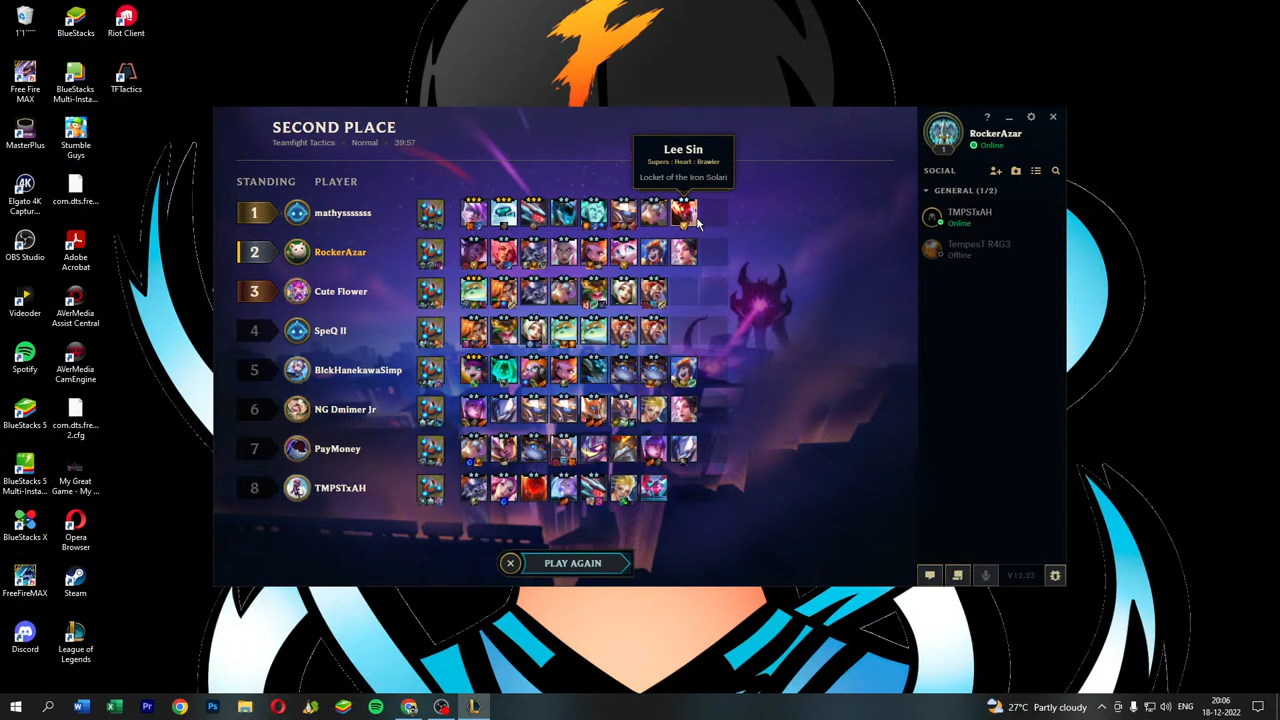 1'1'----
BlueStacks
Riot Client
Free Fire
MAX
BlueStacks
Multi-Insta...
TFTactics
MasterPlus
Stumble
Guys
Elgato 4K
Captur...
com.dts.fre...
OBS Studio
Adobe
Acrobat
Videoder
AVerMedia
Assist Central
Spotify
AVerMedia
CamEngine
BlueStacks 5
com.dts.fre...
2.cfg
BlueStacks 5
Multi-Insta...
My Great
Game - My ...
BlueStacks X
Opera
Browser
FreeFireMAX
Steam
Discord
League of
Legends
SECOND PLACE
Teamfight Tactics • Normal • 39:57
Lee Sin
Supers : Heart : Brawler
Locket of the Iron Solari
STANDING PLAYER
1 mathysssssss
2 RockerAzar
3 Cute Flower
4 SpeQ II
5 BlckHanekawaSimp
6 NG Dmimer Jr
7 PayMoney
8 TMPSTxAH
PLAY AGAIN
1
RockerAzar
Online
SOCIAL
GENERAL (1/2)
TMPSTxAH
Online
TempesT R4G3
Offline
V12.23
27°C Partly cloudy
ENG
20:06
18-12-2022